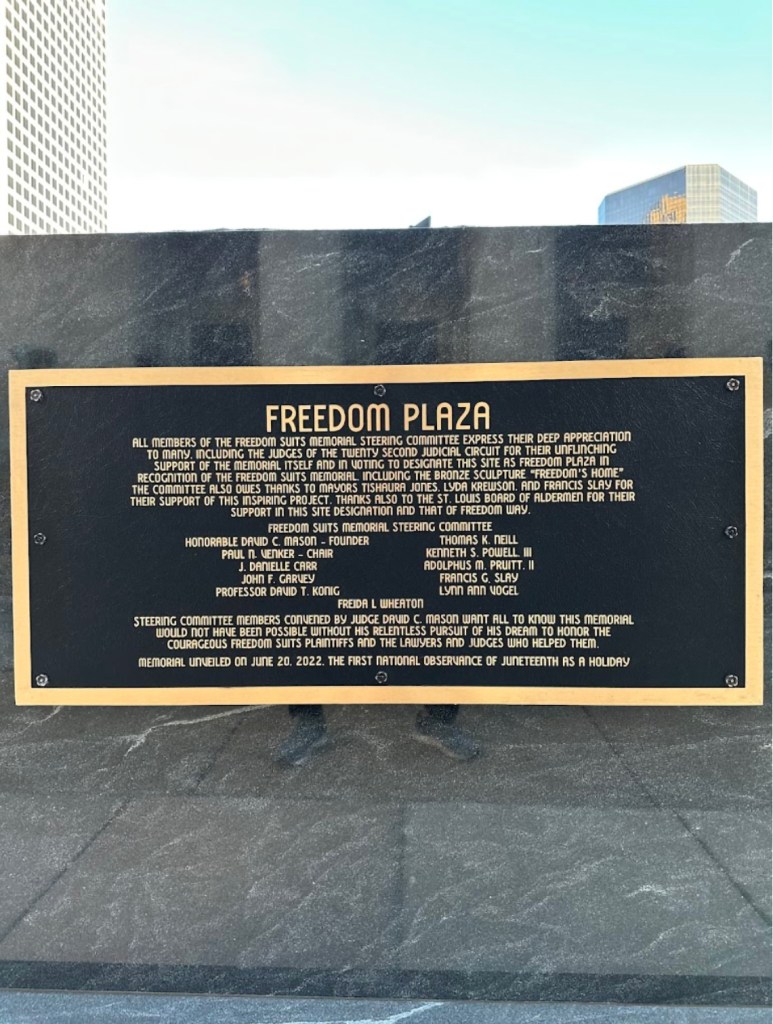 FREEDOM PLAZA
ALL MEMBERS OF THE FREEDOM SUITS MEMORIAL STEERING COMMITTEE EXPRESS THEIR DEEP APPRECIATION
TO MANY, INCLUDING THE JUDGES OF THE TWENTY SECOND JUDICIAL CIRCUIT FOR THEIR UNFLINCHING
SUPPORT OF THE MEMORIAL ITSELF AND IN VOTING TO DESIGNATE THIS SITE AS FREEDOM PLAZA IN
RECOGNITION OF THE FREEDOM SUITS MEMORIAL, INCLUDING THE BRONZE SCULPTURE "FREEDOM'S HOME"
THE COMMITTEE ALSO OWES THANKS TO MAYORS TISHAURA JONES, LYDA KREWSON, AND FRANCIS SLAY FOR
THEIR SUPPORT OF THIS INSPIRING PROJECT. THANKS ALSO TO THE ST. LOUIS BOARD OF ALDERMEN FOR THEIR
SUPPORT IN THIS SITE DESIGNATION AND THAT OF FREEDOM WAY.
FREEDOM SUITS MEMORIAL STEERING COMMITTEE
HONORABLE DAVID C. MASON - FOUNDER THOMAS K. NEILL
PAUL N. VENKER - CHAIR KENNETH S. POWELL, III
J. DANIELLE CARR ADOLPHUS M. PRUITT, II
JOHN F. GARVEY FRANCIS G. SLAY
PROFESSOR DAVID T. KONIG LYNN ANN VOGEL
FREIDA L WHEATON
STEERING COMMITTEE MEMBERS CONVENED BY JUDGE DAVID C. MASON WANT ALL TO KNOW THIS MEMORIAL
WOULD NOT HAVE BEEN POSSIBLE WITHOUT HIS RELENTLESS PURSUIT OF HIS DREAM TO HONOR THE
COURAGEOUS FREEDOM SUITS PLAINTIFFS AND THE LAWYERS AND JUDGES WHO HELPED THEM.
MEMORIAL UNVEILED ON JUNE 20, 2022, THE FIRST NATIONAL OBSERVANCE OF JUNETEENTH AS A HOLIDAY